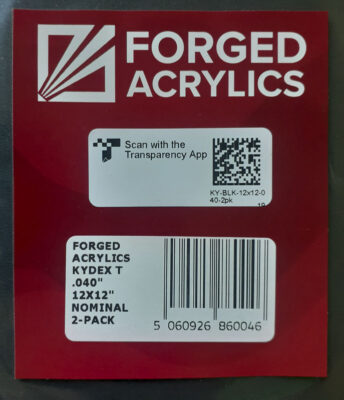 FORGED
ACRYLICS
Scan with the
Transparency App
KY-BLK-12x12-0
40-2pk
19
FORGED
ACRYLICS
KYDEX T
.040"
12X12"
NOMINAL
2-PACK
5 060926 860046